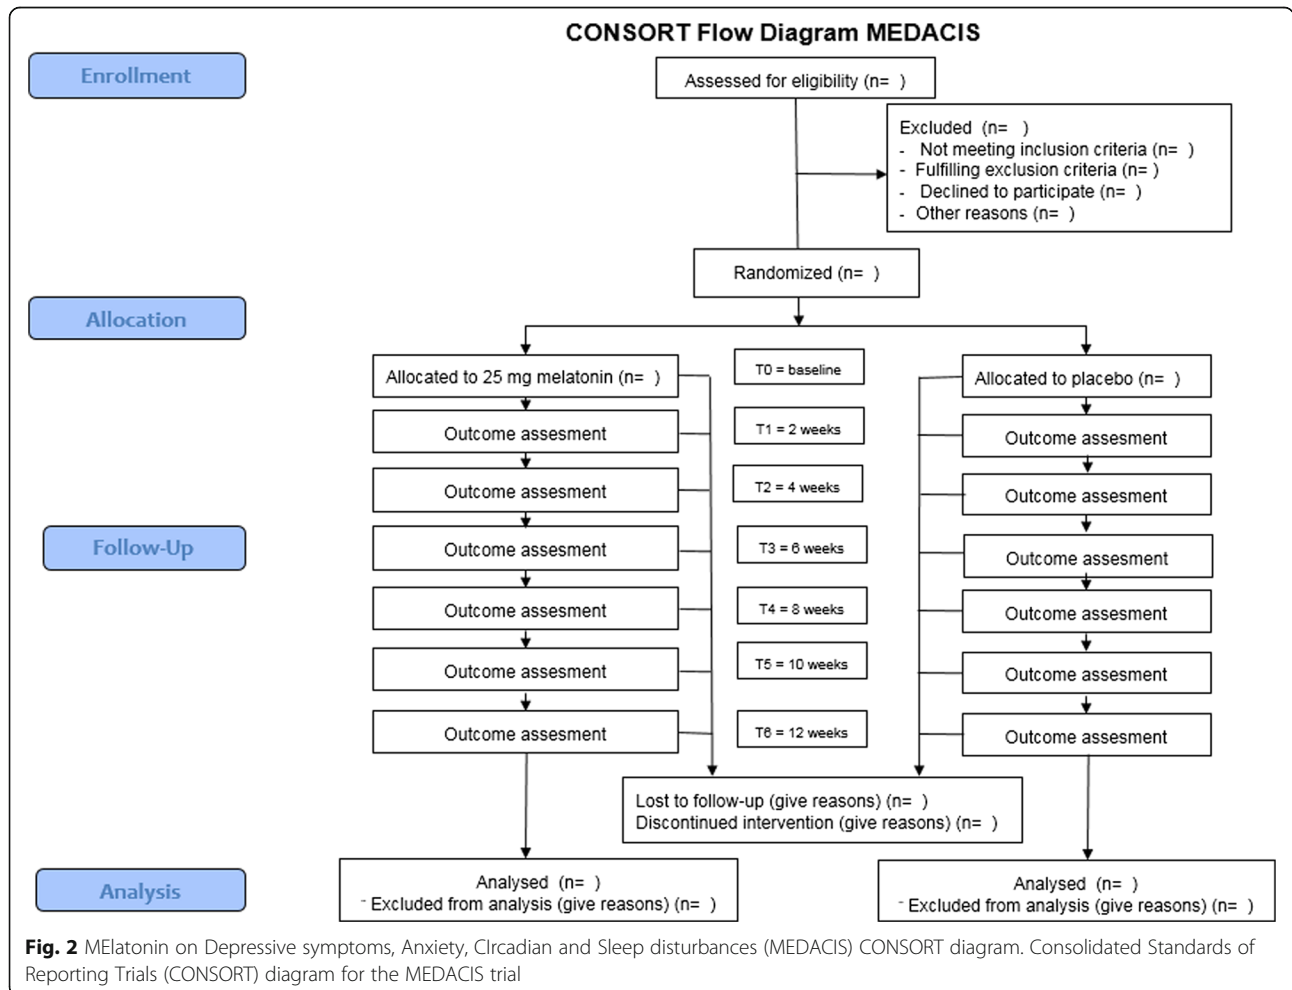 CONSORT Flow Diagram MEDACIS
Enrollment
Assessed for eligibility (n= )
Excluded (n= )
- Not meeting inclusion criteria (n= )
- Fulfilling exclusion criteria (n= )
- Declined to participate (n= )
- Other reasons (n= )
Randomized (n= )
Allocation
Allocated to 25 mg melatonin (n= )
T0 = baseline
Allocated to placebo (n= )
Outcome assesment
T1 = 2 weeks
Outcome assesment
Outcome assesment
T2 = 4 weeks
Outcome assesment
Follow-Up
Outcome assesment
T3 = 6 weeks
Outcome assesment
Outcome assesment
T4 = 8 weeks
Outcome assesment
Outcome assesment
T5 = 10 weeks
Outcome assesment
Outcome assesment
T6 = 12 weeks
Outcome assesment
Lost to follow-up (give reasons) (n= )
Discontinued intervention (give reasons) (n= )
Analysis
Analysed (n= )
- Excluded from analysis (give reasons) (n= )
Analysed (n= )
- Excluded from analysis (give reasons) (n= )
Fig. 2 MElatonin on Depressive symptoms, Anxiety, CIrcadian and Sleep disturbances (MEDACIS) CONSORT diagram. Consolidated Standards of
Reporting Trials (CONSORT) diagram for the MEDACIS trial